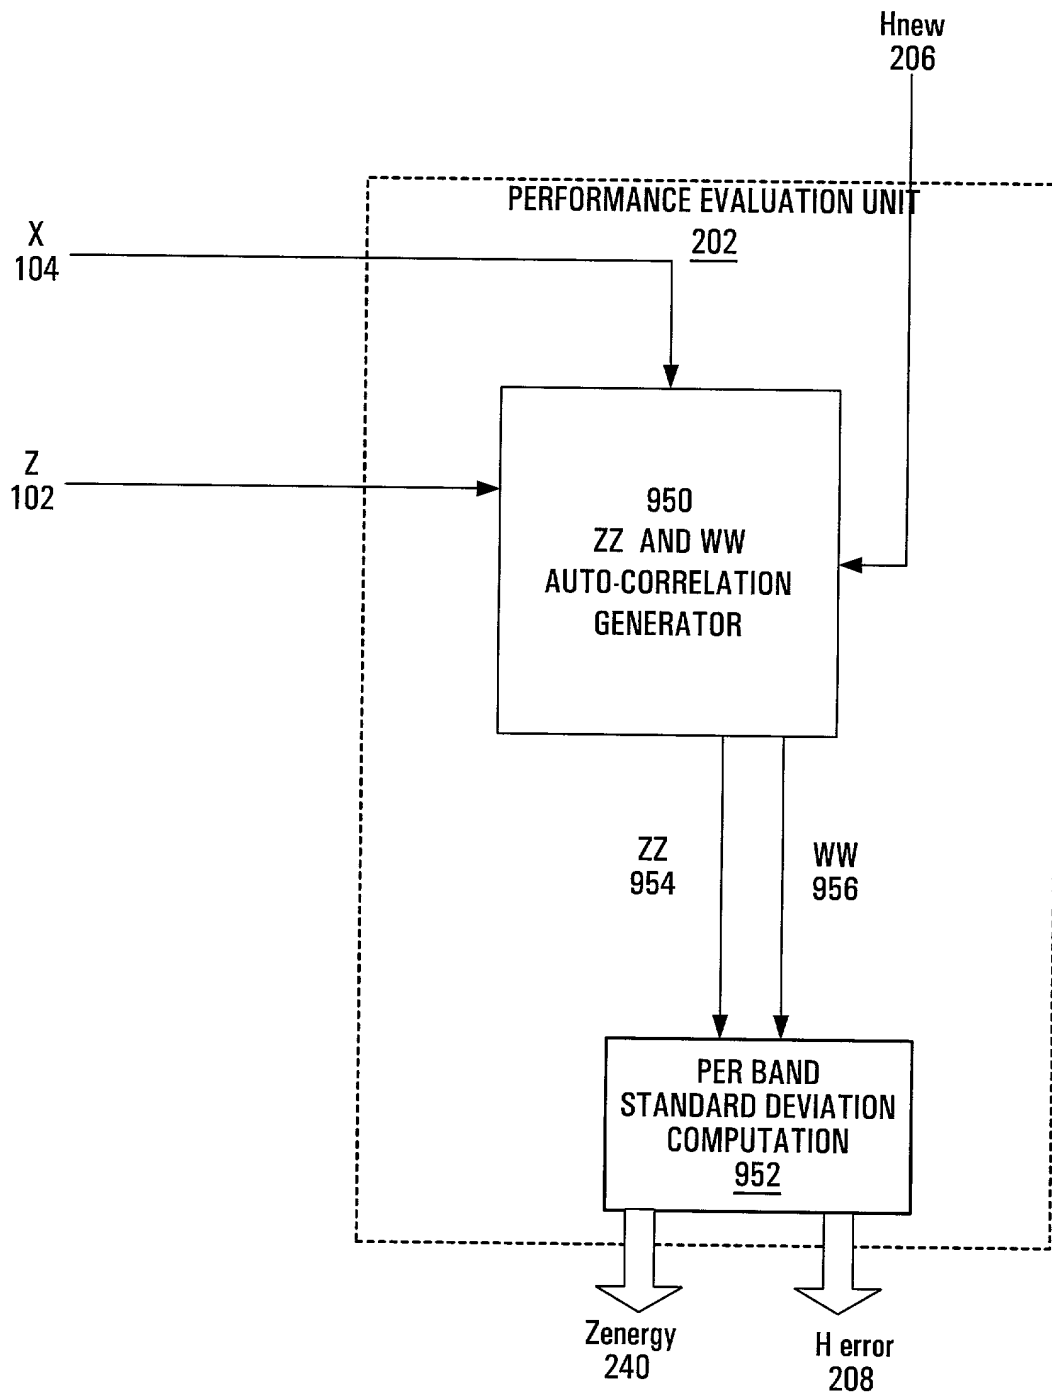 Hnew
206
PERFORMANCE EVALUATION UNIT
202
X
104
Z
102
950
ZZ AND WW
AUTO-CORRELATION
GENERATOR
ZZ
954
WW
956
PER BAND
STANDARD DEVIATION
COMPUTATION
952
Zenergy
240
H error
208